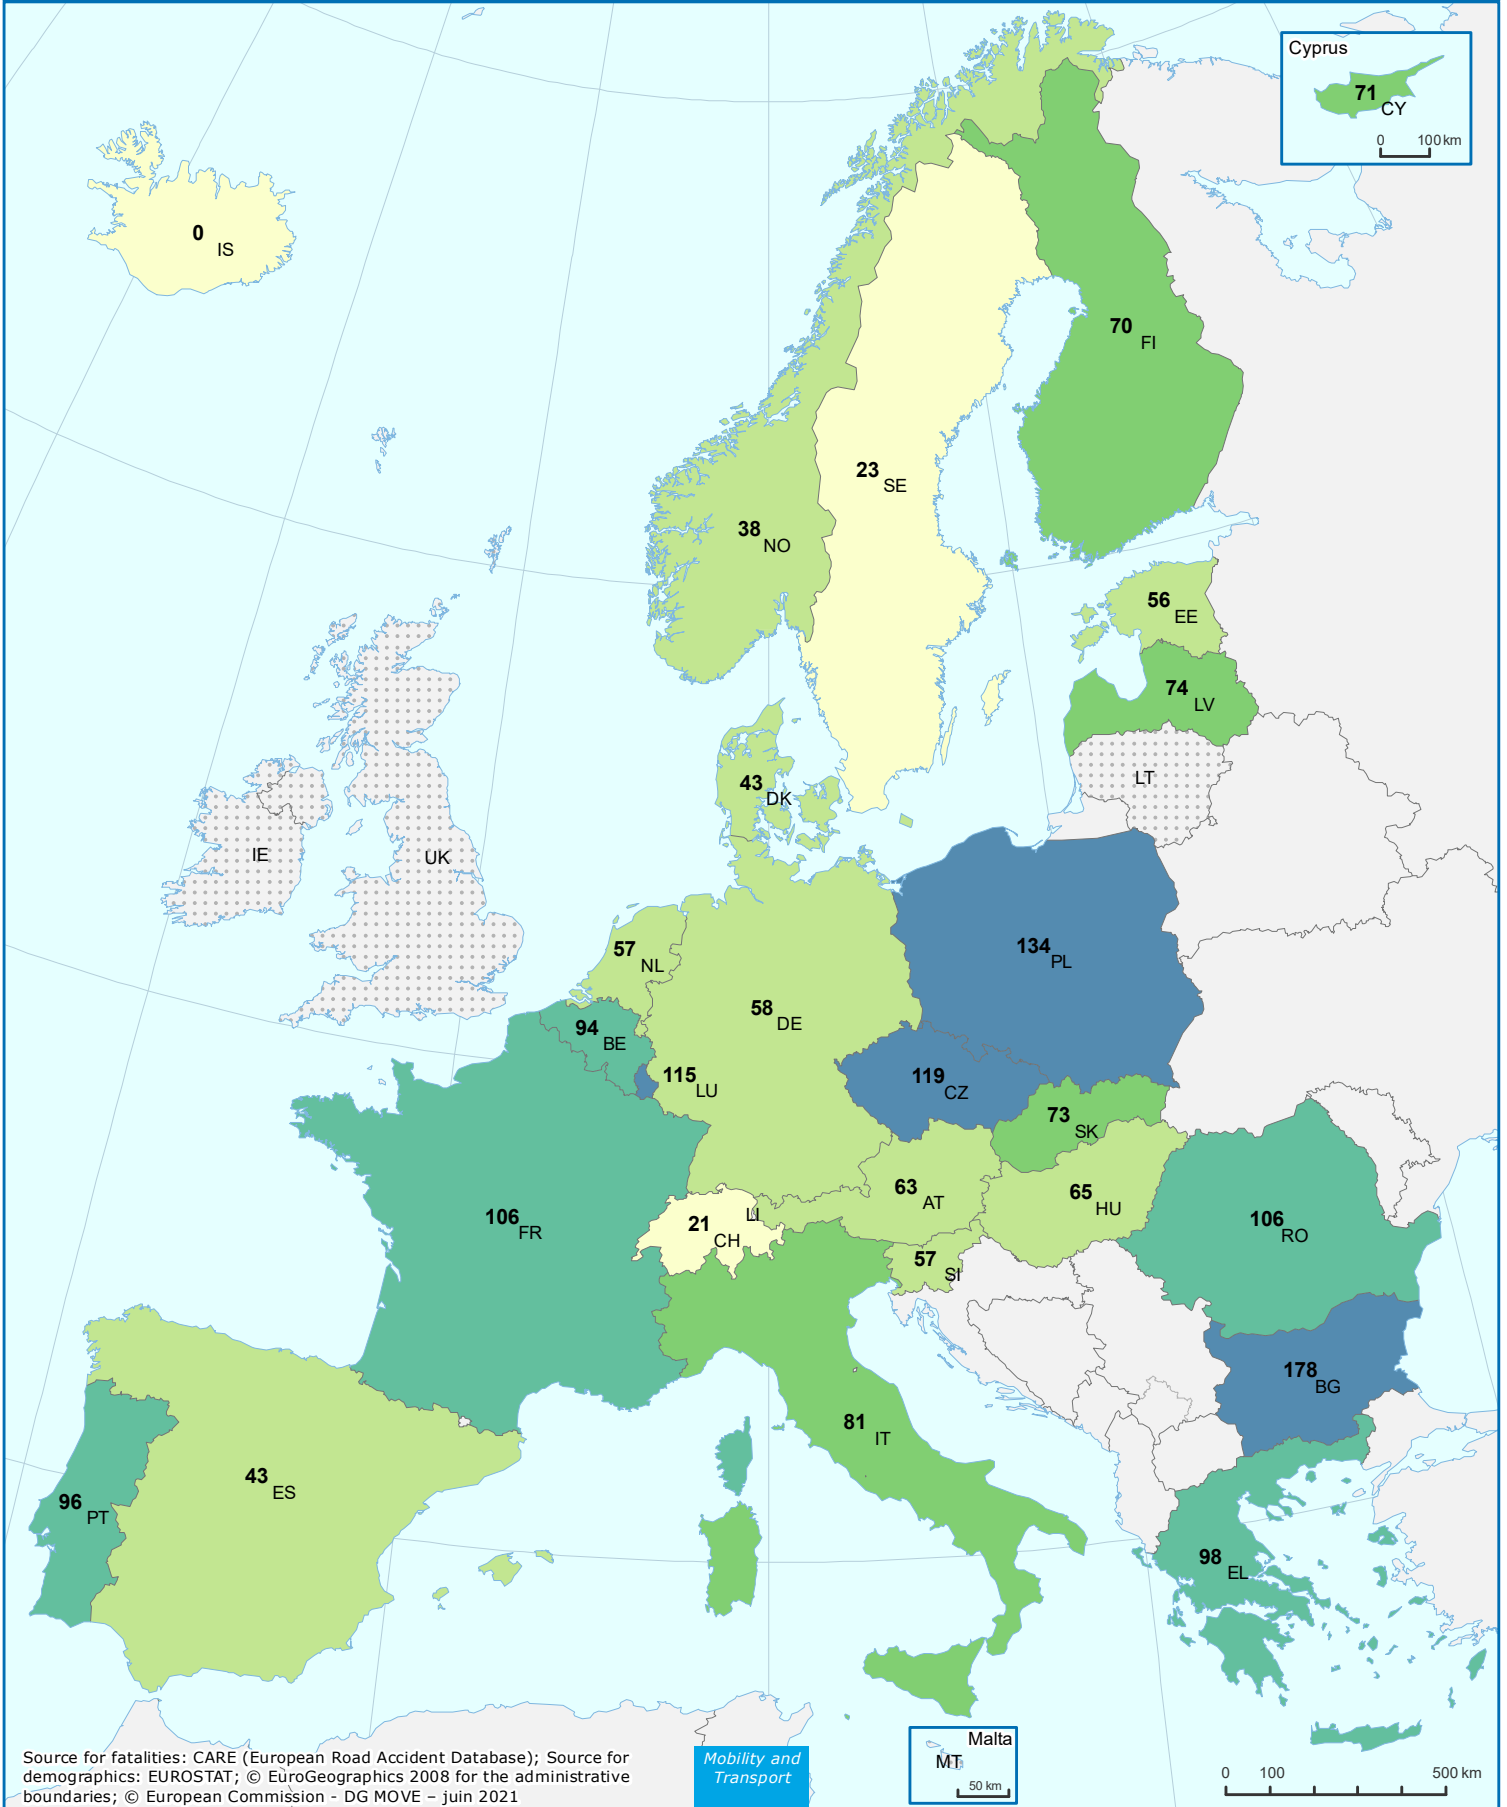 Cyprus
71
CY
0 100 km
0
IS
70
FI
23
SE
38
NO
56
EE
74
LV
LT
43
DK
IE
UK
134
PL
57
NL
58
DE
94
BE
115
LU
119
CZ
73
SK
63
AT
65
HU
106
FR
LI
21
CH
106
RO
57
SI
178
BG
81
IT
43
ES
96
PT
98
EL
Source for fatalities: CARE (European Road Accident Database); Source for
demographics: EUROSTAT; © EuroGeographics 2008 for the administrative
boundaries; © European Commission - DG MOVE – juin 2021
Mobility and
Transport
Malta
MT
50 km
0 100 500 km